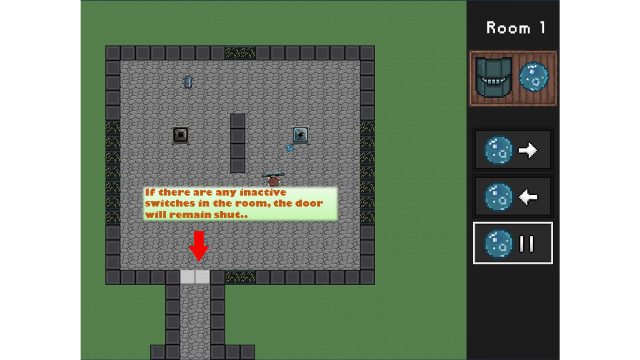 Room 1
If there are any inactive
switches in the room, the door
will remain shut..